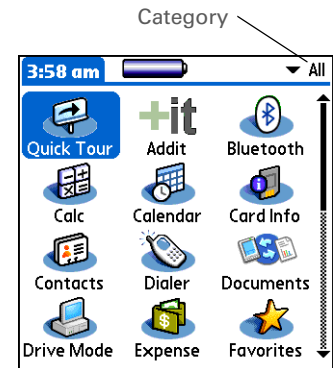 Category
3:58 am All
+it
Quick Tour Addit Bluetooth
Calc Calendar Card Info
Contacts Dialer Documents
Drive Mode Expense Favorites